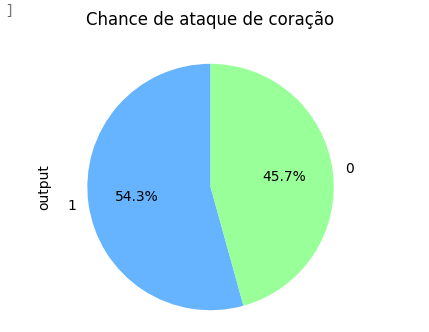 ]
Chance de ataque de coração
0
45.7%
54.3%
1
output